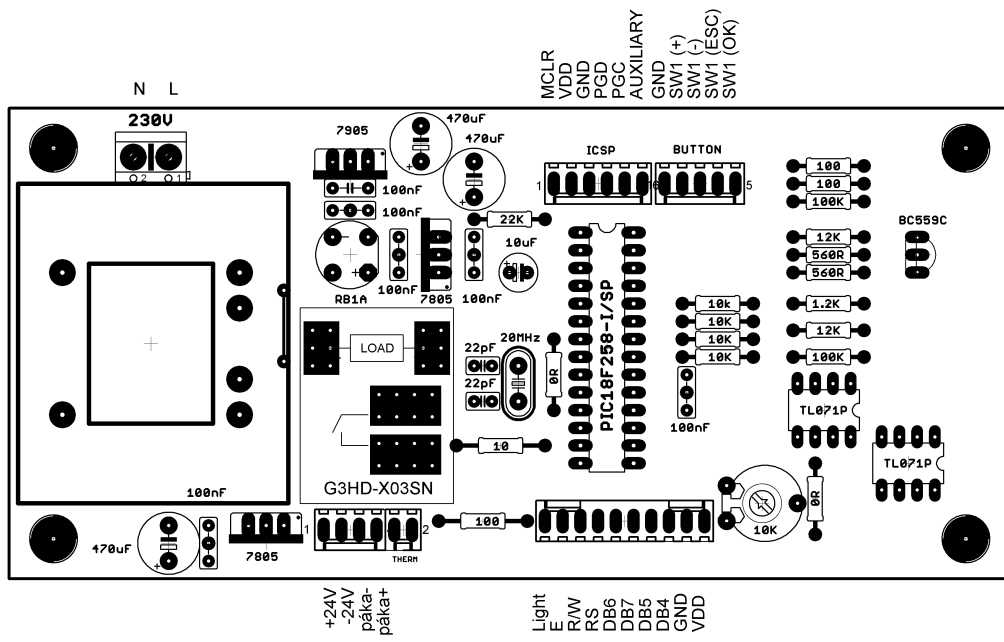 MCLR
VDD
GND
PGD
PGC
AUXILIARY
GND
SW1 (+)
SW1 (-)
SW1 (ESC)
SW1 (OK)
N L
230V
2 1
7905
470uF
470uF
ICSP
BUTTON
1
16
5
100nF
100nF
22K
100
100
100K
BC559C
10uF
12K
560R
560R
RB1A
100nF
7805
100nF
10k
10K
10K
10K
1.2K
12K
100K
LOAD
20MHz
22pF
22pF
0R
PIC18F258-I/SP
100nF
TL071P
TL071P
10
G3HD-X03SN
100nF
470uF
7805
1
2
THERM
100
10K
0R
+24V
-24V
páka-
páka+
Light
E
R/W
RS
DB6
DB7
DB5
DB4
GND
VDD